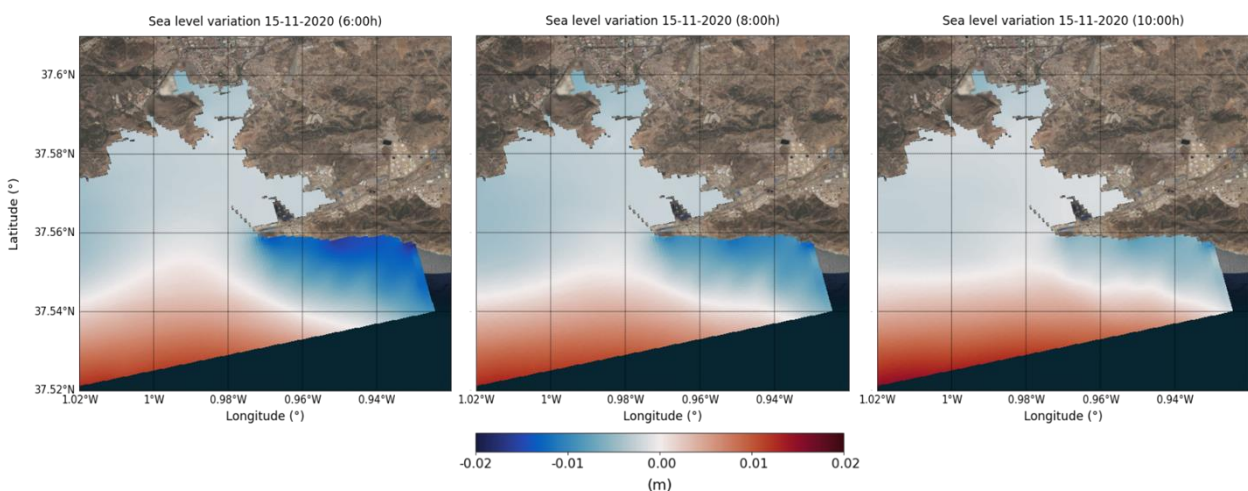 Sea level variation 15-11-2020 (6:00h)
Sea level variation 15-11-2020 (8:00h)
Sea level variation 15-11-2020 (10:00h)
Latitude (°)
37.6°N
37.58°N
37.56°N
37.54°N
37.52°N
1.02°W 1°W 0.98°W 0.96°W 0.94°W
1.02°W 1°W 0.98°W 0.96°W 0.94°W
1.02°W 1°W 0.98°W 0.96°W 0.94°W
Longitude (°)
Longitude (°)
Longitude (°)
-0.02 -0.01 0.00 0.01 0.02
(m)